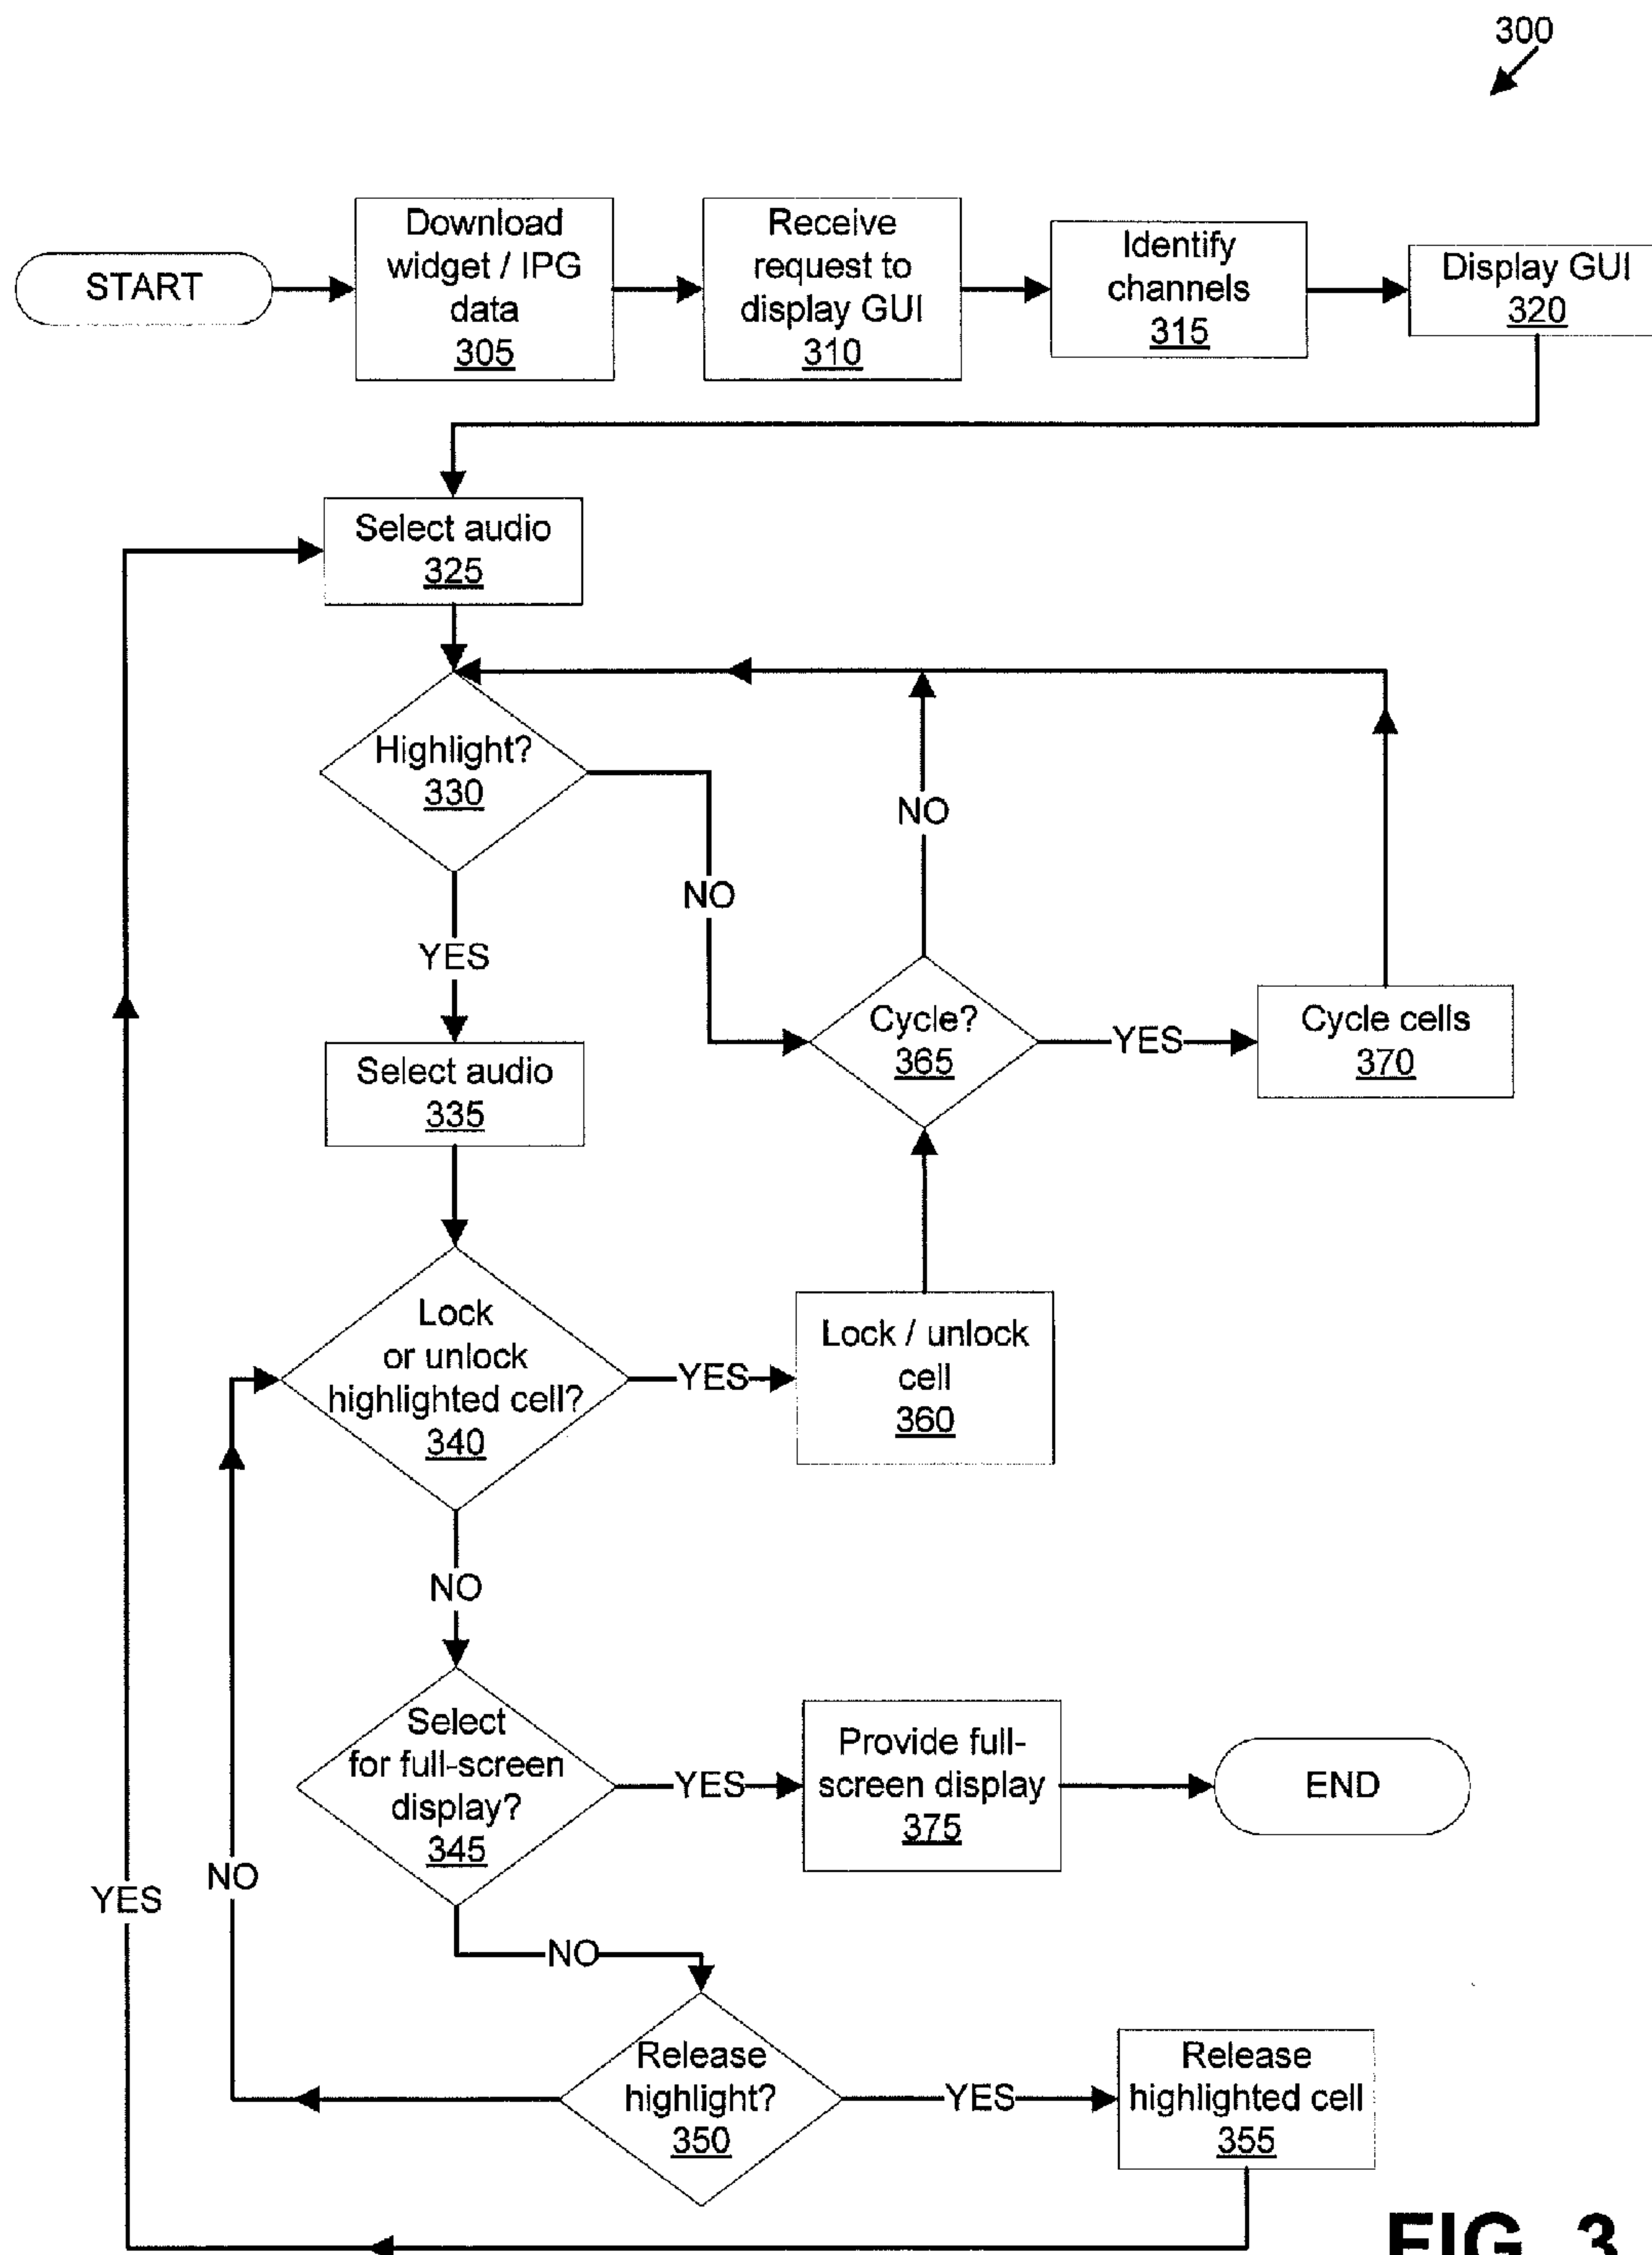 300
START
Download
widget / IPG
data
305
Receive
request to
display GUI
310
Identify
channels
315
Display GUI
320
Select audio
325
Highlight?
330
NO
NO
YES
Cycle?
365
YES
Cycle cells
370
Select audio
335
Lock
or unlock
highlighted cell?
340
YES
Lock / unlock
cell
360
NO
Select
for full-screen
display?
345
YES
Provide full-
screen display
375
END
NO
YES
NO
Release
highlight?
350
YES
Release
highlighted cell
355
FIG. 3